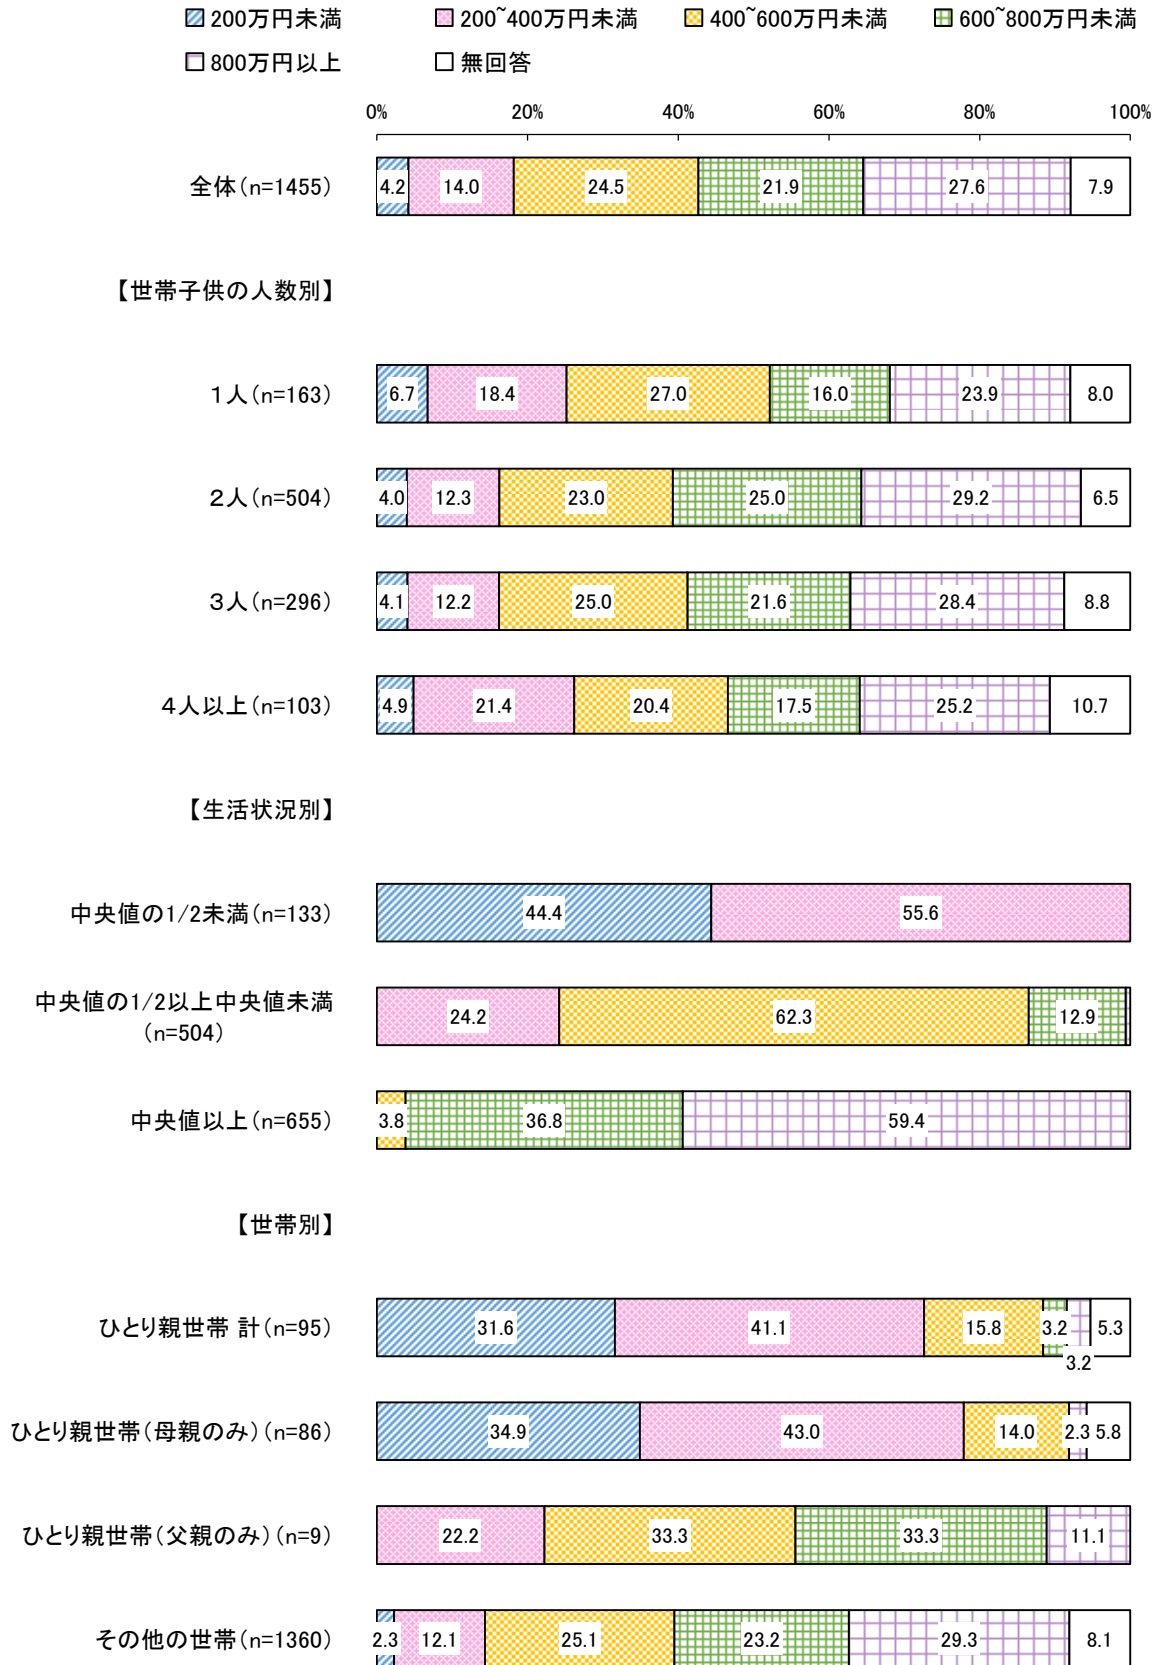 200万円未満 200~400万円未満 400~600万円未満 600~800万円未満
800万円以上 無回答
0% 20% 40% 60% 80% 100%
全体(n=1455) 4.2 14.0 24.5 21.9 27.6 7.9
【世帯子供の人数別】
1人(n=163) 6.7 18.4 27.0 16.0 23.9 8.0
2人(n=504) 4.0 12.3 23.0 25.0 29.2 6.5
3人(n=296) 4.1 12.2 25.0 21.6 28.4 8.8
4人以上(n=103) 4.9 21.4 20.4 17.5 25.2 10.7
【生活状況別】
中央値の1/2未満(n=133) 44.4 55.6
中央値の1/2以上中央値未満
(n=504) 24.2 62.3 12.9
中央値以上(n=655) 3.8 36.8 59.4
【世帯別】
ひとり親世帯 計(n=95) 31.6 41.1 15.8 3.2 3.2 5.3
ひとり親世帯(母親のみ)(n=86) 34.9 43.0 14.0 2.3 5.8
ひとり親世帯(父親のみ)(n=9) 22.2 33.3 33.3 11.1
その他の世帯(n=1360) 2.3 12.1 25.1 23.2 29.3 8.1